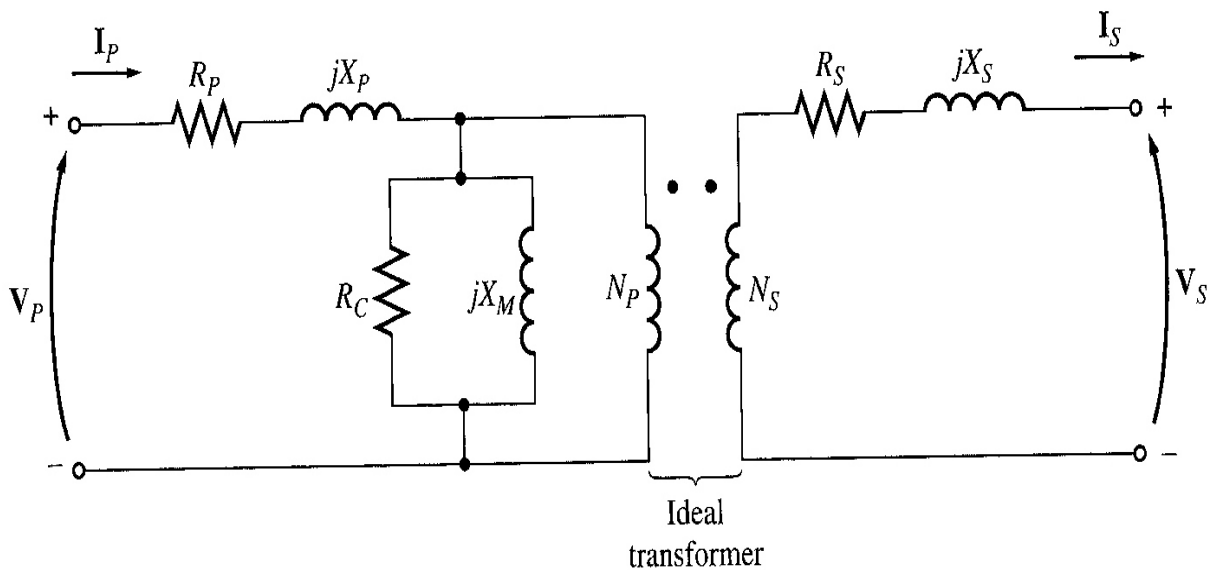 I_P
R_P
jX_P
R_S
jX_S
I_S
+
+
V_P
R_C
jX_M
N_P
N_S
V_S
−
−
Ideal
transformer